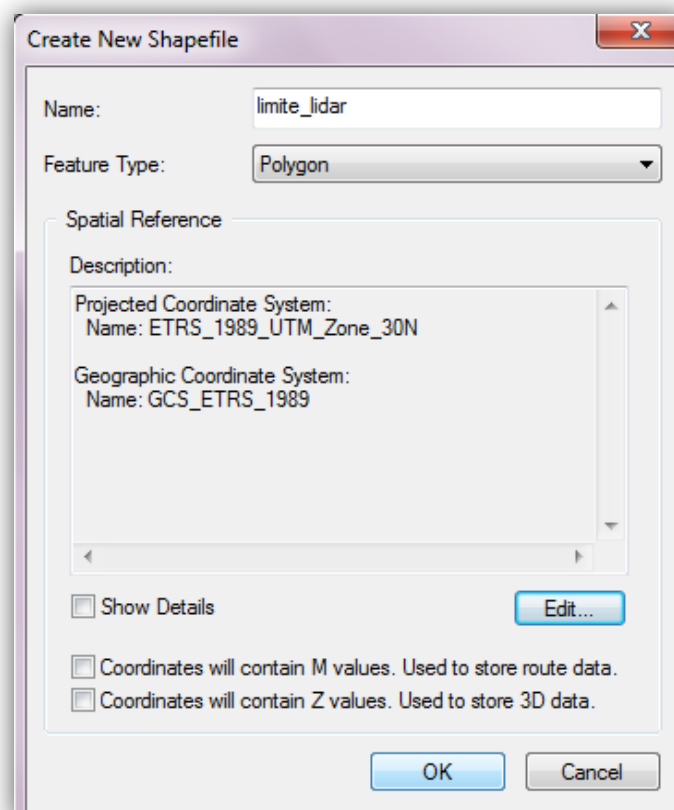 Create New Shapefile
Name: limite_lidar
Feature Type: Polygon
Spatial Reference
Description:
Projected Coordinate System:
Name: ETRS_1989_UTM_Zone_30N
Geographic Coordinate System:
Name: GCS_ETRS_1989
Show Details Edit...
Coordinates will contain M values. Used to store route data.
Coordinates will contain Z values. Used to store 3D data.
OK Cancel